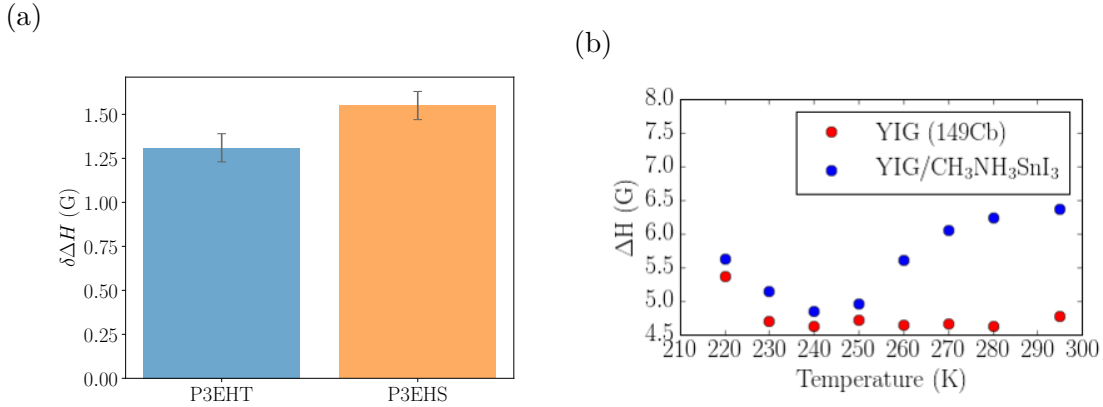 (a)
δΔH (G)
1.50
1.25
1.00
0.75
0.50
0.25
0.00
P3EHT P3EHS
(b)
ΔH (G)
8.0
7.5
7.0
6.5
6.0
5.5
5.0
4.5
YIG (149Cb)
YIG/CH₃NH₃SnI₃
210 220 230 240 250 260 270 280 290 300
Temperature (K)